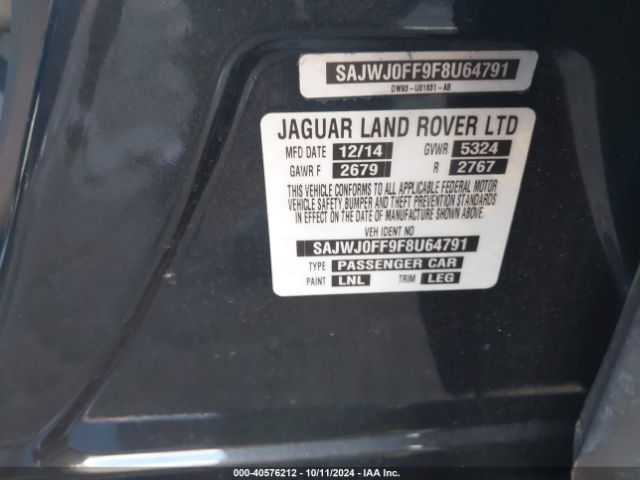 SAJWJ0FF9F8U64791
DW93-U01631-AB
JAGUAR LAND ROVER LTD
MFD DATE 12/14 GVWR 5324
GAWR F 2679 R 2767
THIS VEHICLE CONFORMS TO ALL APPLICABLE FEDERAL MOTOR
VEHICLE SAFETY, BUMPER AND THEFT PREVENTION STANDARDS
IN EFFECT ON THE DATE OF MANUFACTURE SHOWN ABOVE.
VEH IDENT NO
SAJWJ0FF9F8U64791
TYPE PASSENGER CAR
PAINT LNL TRIM LEG
000-40576212 - 10/11/2024 - IAA Inc.